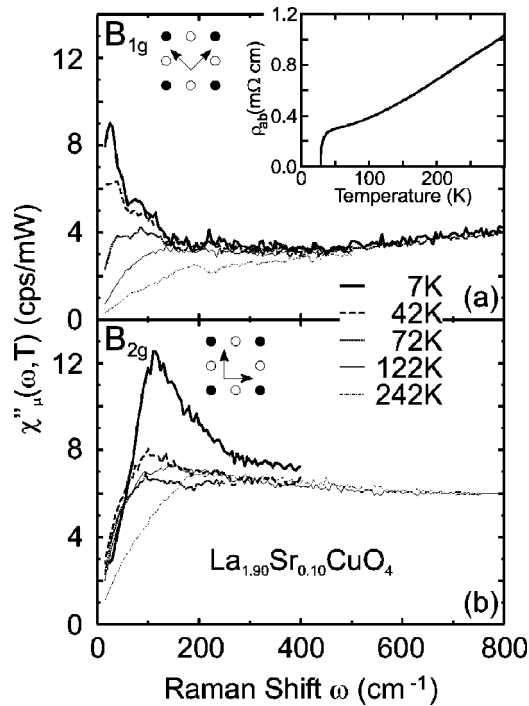 B1g
12
8
4
0
1.2
0.8
0.4
0.0
ρab(mΩ cm)
0
100
200
Temperature (K)
7K
42K
72K
122K
242K
(a)
χ''μ(ω,T) (cps/mW)
B2g
12
8
4
0
La1.90Sr0.10CuO4
(b)
0
200
400
600
800
Raman Shift ω (cm-1)